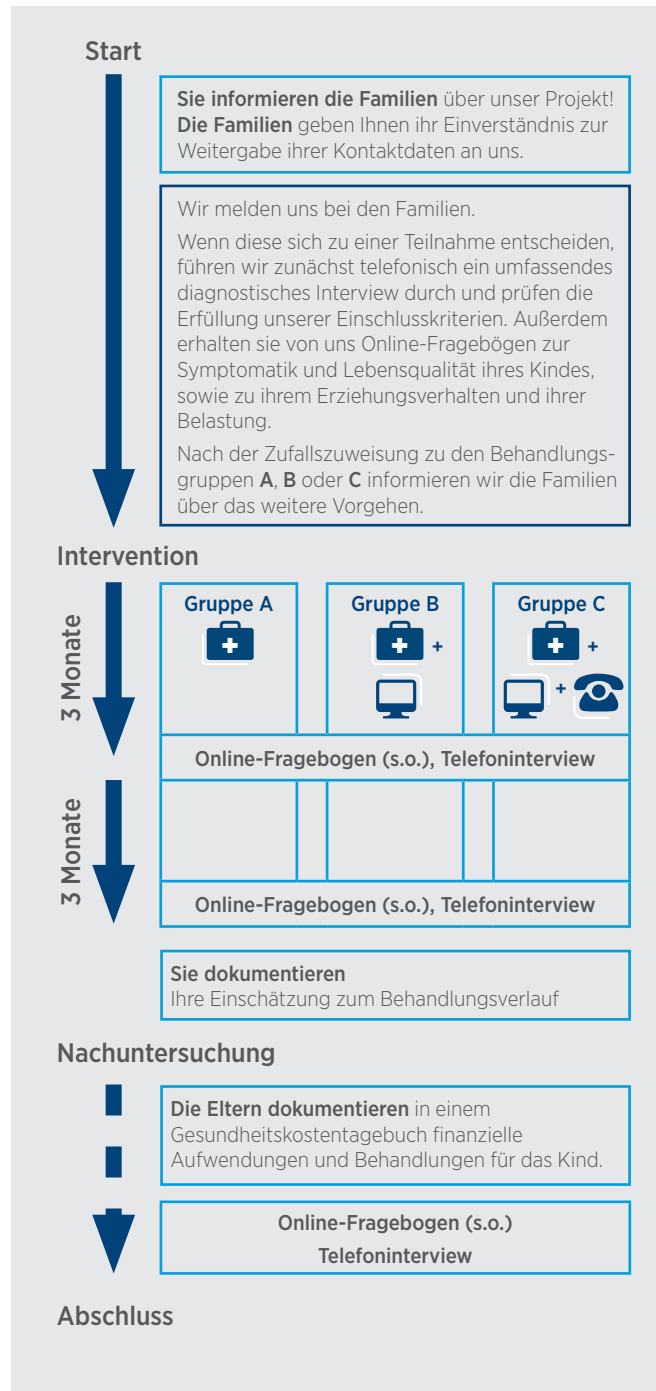 Start
Sie informieren die Familien über unser Projekt!
Die Familien geben Ihnen ihr Einverständnis zur
Weitergabe ihrer Kontaktdaten an uns.
Wir melden uns bei den Familien.
Wenn diese sich zu einer Teilnahme entscheiden,
führen wir zunächst telefonisch ein umfassendes
diagnostisches Interview durch und prüfen die
Erfüllung unserer Einschlusskriterien. Außerdem
erhalten sie von uns Online-Fragebögen zur
Symptomatik und Lebensqualität ihres Kindes,
sowie zu ihrem Erziehungsverhalten und ihrer
Belastung.
Nach der Zufallszuweisung zu den Behandlungs-
gruppen A, B oder C informieren wir die Familien
über das weitere Vorgehen.
Intervention
3 Monate
Gruppe A
Gruppe B
Gruppe C
+
+
+
Online-Fragebogen (s.o.), Telefoninterview
3 Monate
Online-Fragebogen (s.o.), Telefoninterview
Sie dokumentieren
Ihre Einschätzung zum Behandlungsverlauf
Nachuntersuchung
Die Eltern dokumentieren in einem
Gesundheitskostentagebuch finanzielle
Aufwendungen und Behandlungen für das Kind.
Online-Fragebogen (s.o.)
Telefoninterview
Abschluss